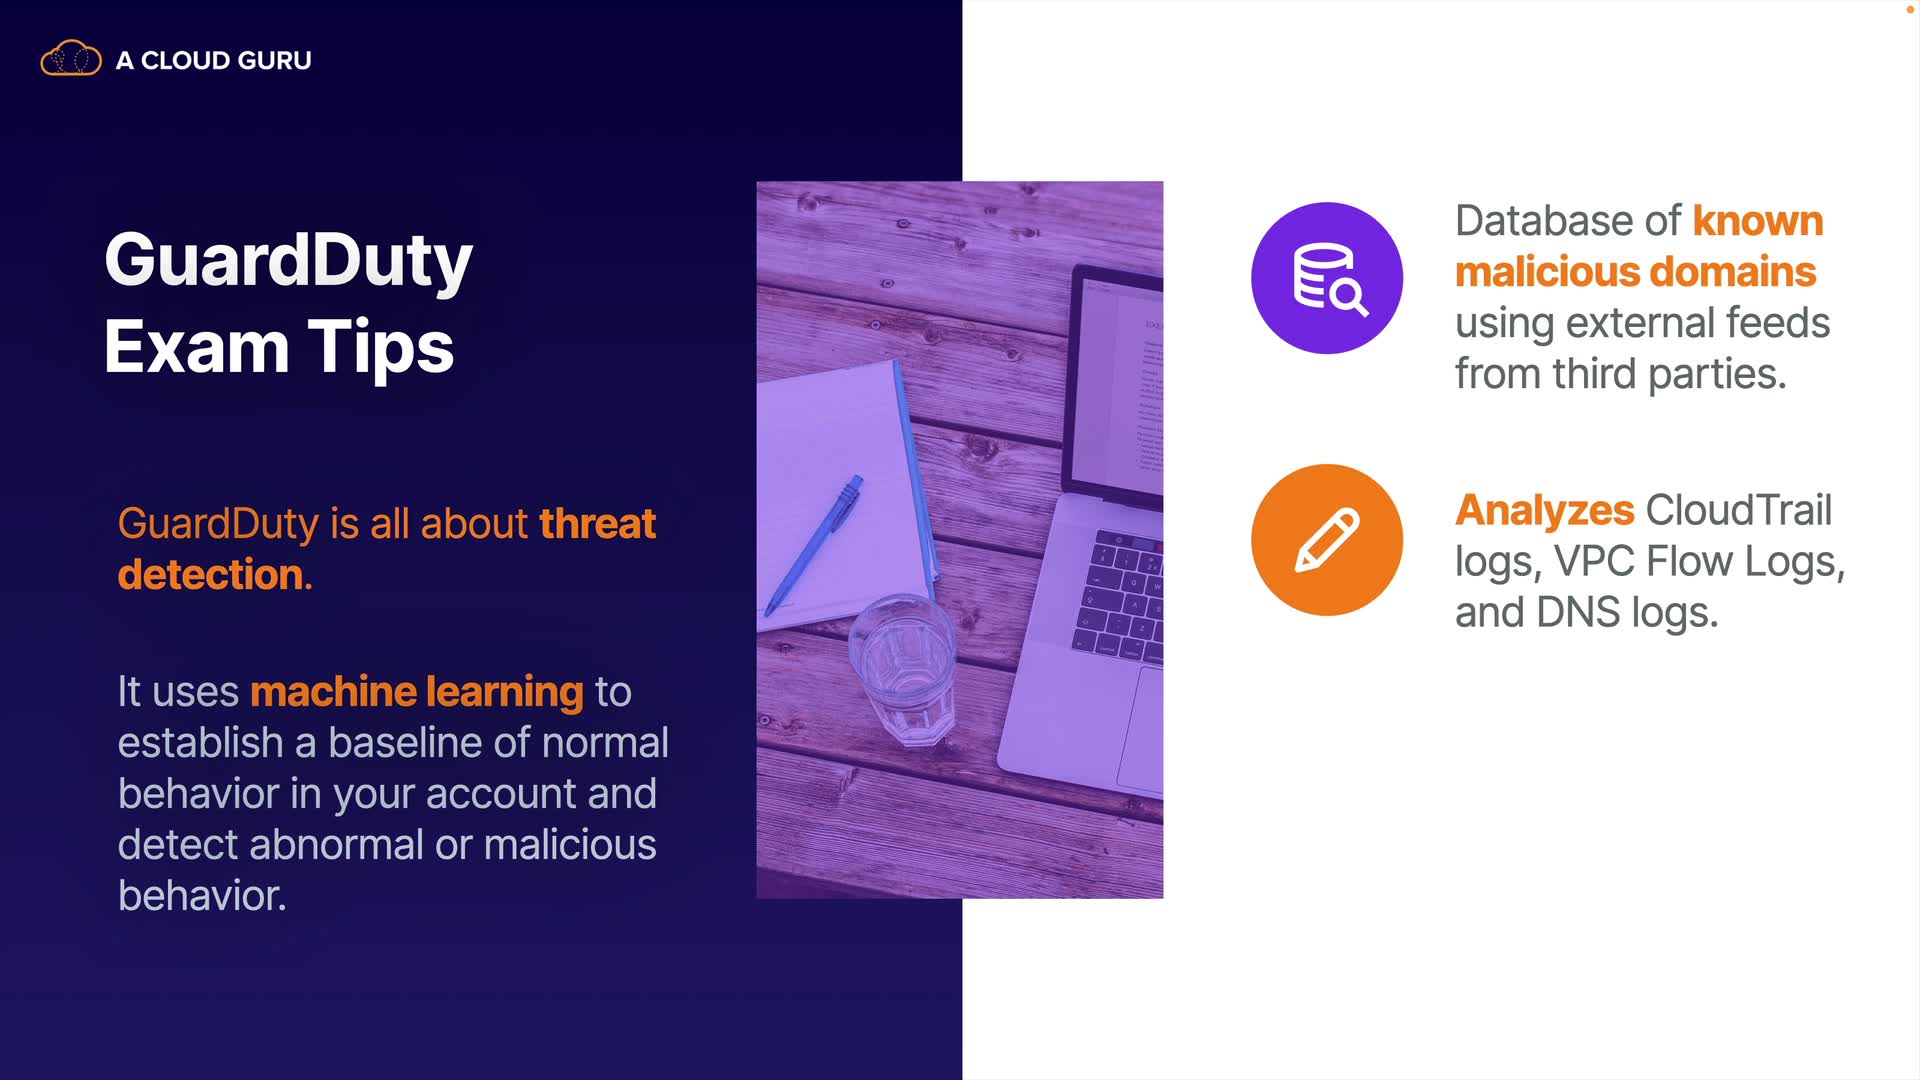 A CLOUD GURU
GuardDuty
Exam Tips
GuardDuty is all about threat
detection.
It uses machine learning to
establish a baseline of normal
behavior in your account and
detect abnormal or malicious
behavior.
Database of known
malicious domains
using external feeds
from third parties.
Analyzes CloudTrail
logs, VPC Flow Logs,
and DNS logs.